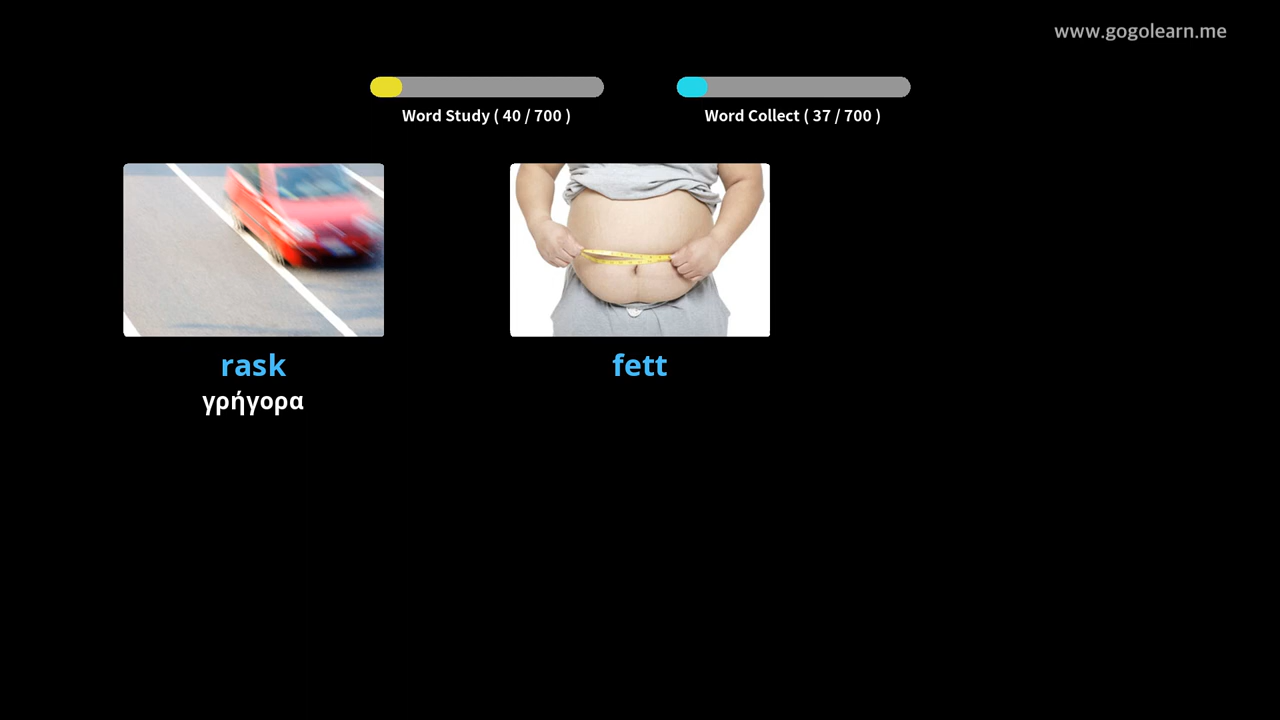 www.gogolearn.me
Word Study ( 40 / 700 )
Word Collect ( 37 / 700 )
rask
fett
γρήγορα